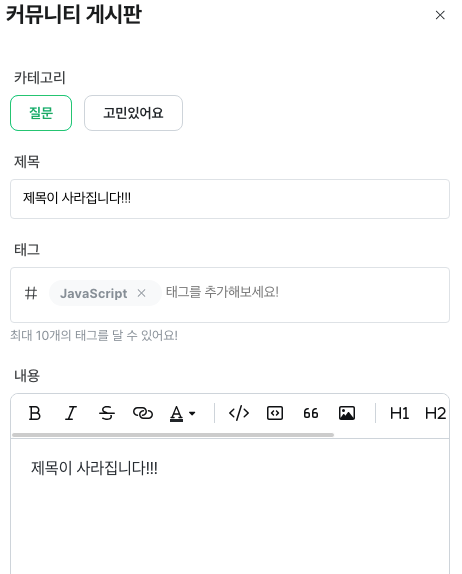 커뮤니티 게시판
카테고리
질문 고민있어요
제목
제목이 사라집니다!!!
태그
# JavaScript × 태그를 추가해보세요!
최대 10개의 태그를 달 수 있어요!
내용
B I S A </> 66 H1 H2
제목이 사라집니다!!!